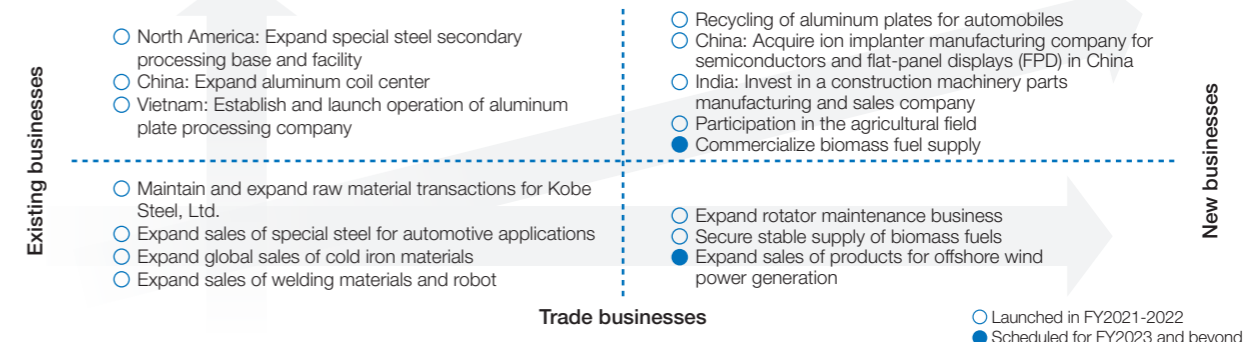 Existing businesses
○ North America: Expand special steel secondary
processing base and facility
○ China: Expand aluminum coil center
○ Vietnam: Establish and launch operation of aluminum
plate processing company
○ Recycling of aluminum plates for automobiles
○ China: Acquire ion implanter manufacturing company for
semiconductors and flat-panel displays (FPD) in China
○ India: Invest in a construction machinery parts
manufacturing and sales company
○ Participation in the agricultural field
● Commercialize biomass fuel supply
○ Maintain and expand raw material transactions for Kobe
Steel, Ltd.
○ Expand sales of special steel for automotive applications
○ Expand global sales of cold iron materials
○ Expand sales of welding materials and robot
○ Expand rotator maintenance business
○ Secure stable supply of biomass fuels
● Expand sales of products for offshore wind
power generation
New businesses
Trade businesses
○ Launched in FY2021-2022
● Scheduled for FY2023 and beyond